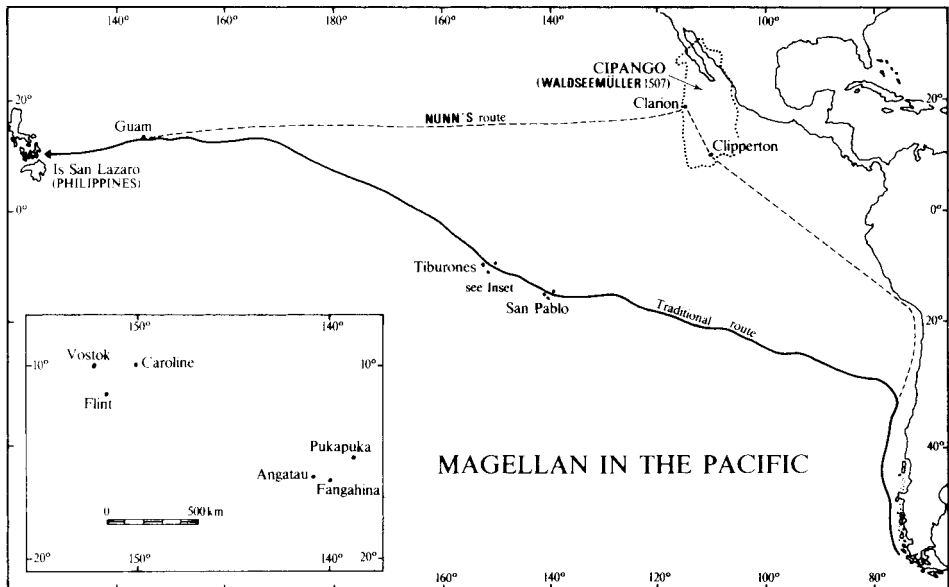 140°
160°
180°
160°
140°
120°
100°
CIPANGO
(WALDSEEMÜLLER 1507)
Clarion
20°
20°
Guam
NUNN'S route
Clipperton
Is San Lazaro
(PHILIPPINES)
0°
0°
Tiburones
see Inset
San Pablo
Traditional route
20°
150°
140°
Vostok
Caroline
10°
10°
Flint
Pukapuka
Angatau
Fangahina
0 500 km
20°
150°
140°
20°
40°
MAGELLAN IN THE PACIFIC
160°
140°
120°
100°
80°